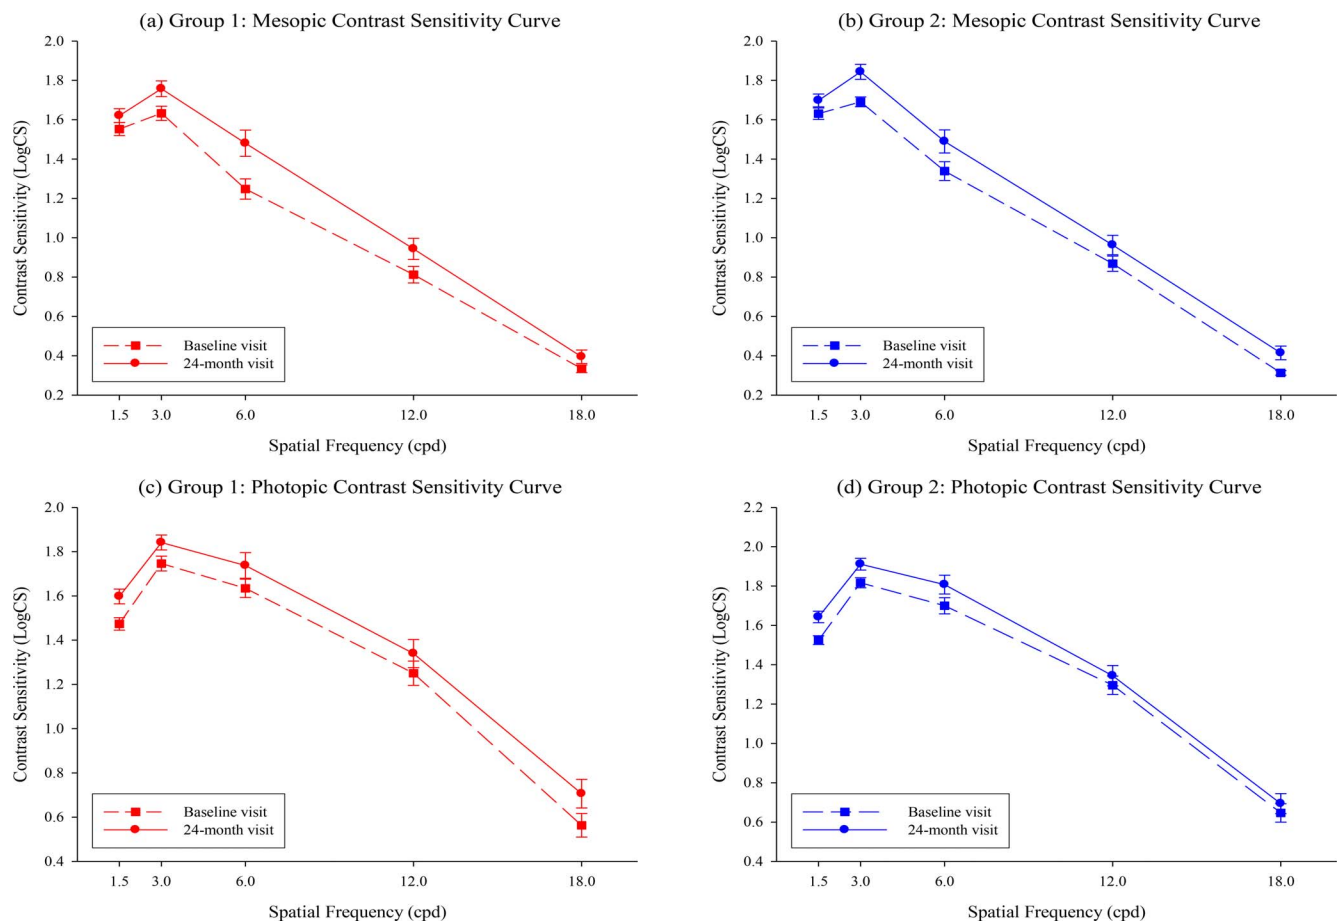 (a) Group 1: Mesopic Contrast Sensitivity Curve
Contrast Sensitivity (LogCS)
2.0
1.8
1.6
1.4
1.2
1.0
0.8
0.6
0.4
0.2
Baseline visit
24-month visit
1.5 3.0 6.0 12.0 18.0
Spatial Frequency (cpd)
(b) Group 2: Mesopic Contrast Sensitivity Curve
Contrast Sensitivity (LogCS)
2.0
1.8
1.6
1.4
1.2
1.0
0.8
0.6
0.4
0.2
Baseline visit
24-month visit
1.5 3.0 6.0 12.0 18.0
Spatial Frequency (cpd)
(c) Group 1: Photopic Contrast Sensitivity Curve
Contrast Sensitivity (LogCS)
2.0
1.8
1.6
1.4
1.2
1.0
0.8
0.6
0.4
Baseline visit
24-month visit
1.5 3.0 6.0 12.0 18.0
Spatial Frequency (cpd)
(d) Group 2: Photopic Contrast Sensitivity Curve
Contrast Sensitivity (LogCS)
2.2
2.0
1.8
1.6
1.4
1.2
1.0
0.8
0.6
0.4
Baseline visit
24-month visit
1.5 3.0 6.0 12.0 18.0
Spatial Frequency (cpd)